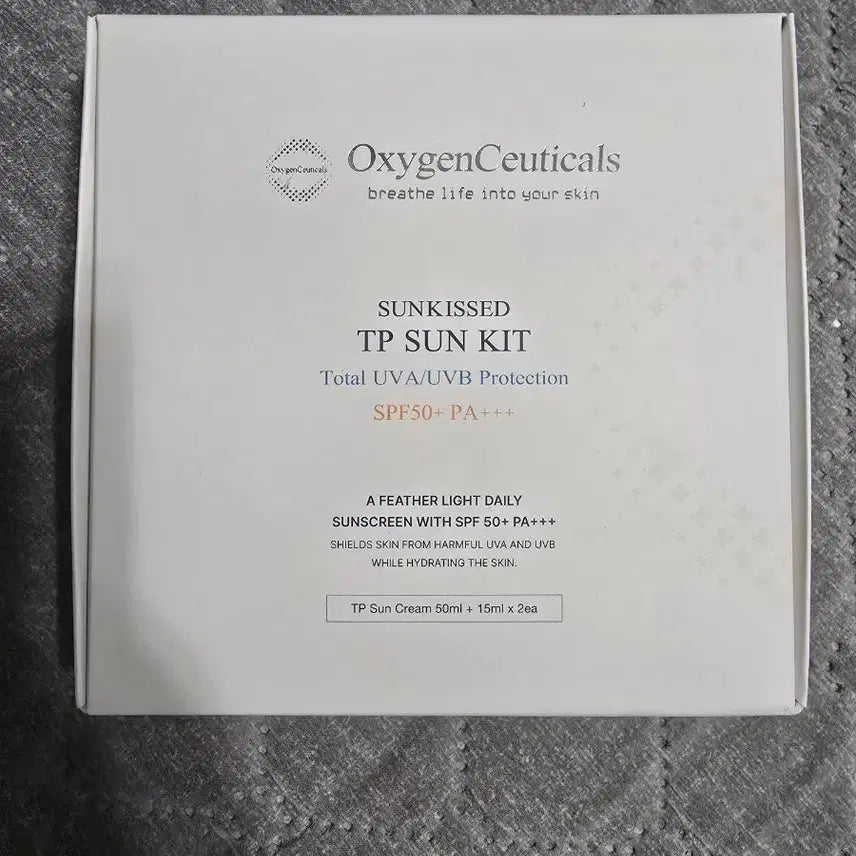 OxygenCeuticals
OxygenCeuticals
breathe life into your skin
SUNKISSED
TP SUN KIT
Total UVA/UVB Protection
SPF50+ PA+++
A FEATHER LIGHT DAILY
SUNSCREEN WITH SPF 50+ PA+++
SHIELDS SKIN FROM HARMFUL UVA AND UVB
WHILE HYDRATING THE SKIN.
TP Sun Cream 50ml + 15ml x 2ea